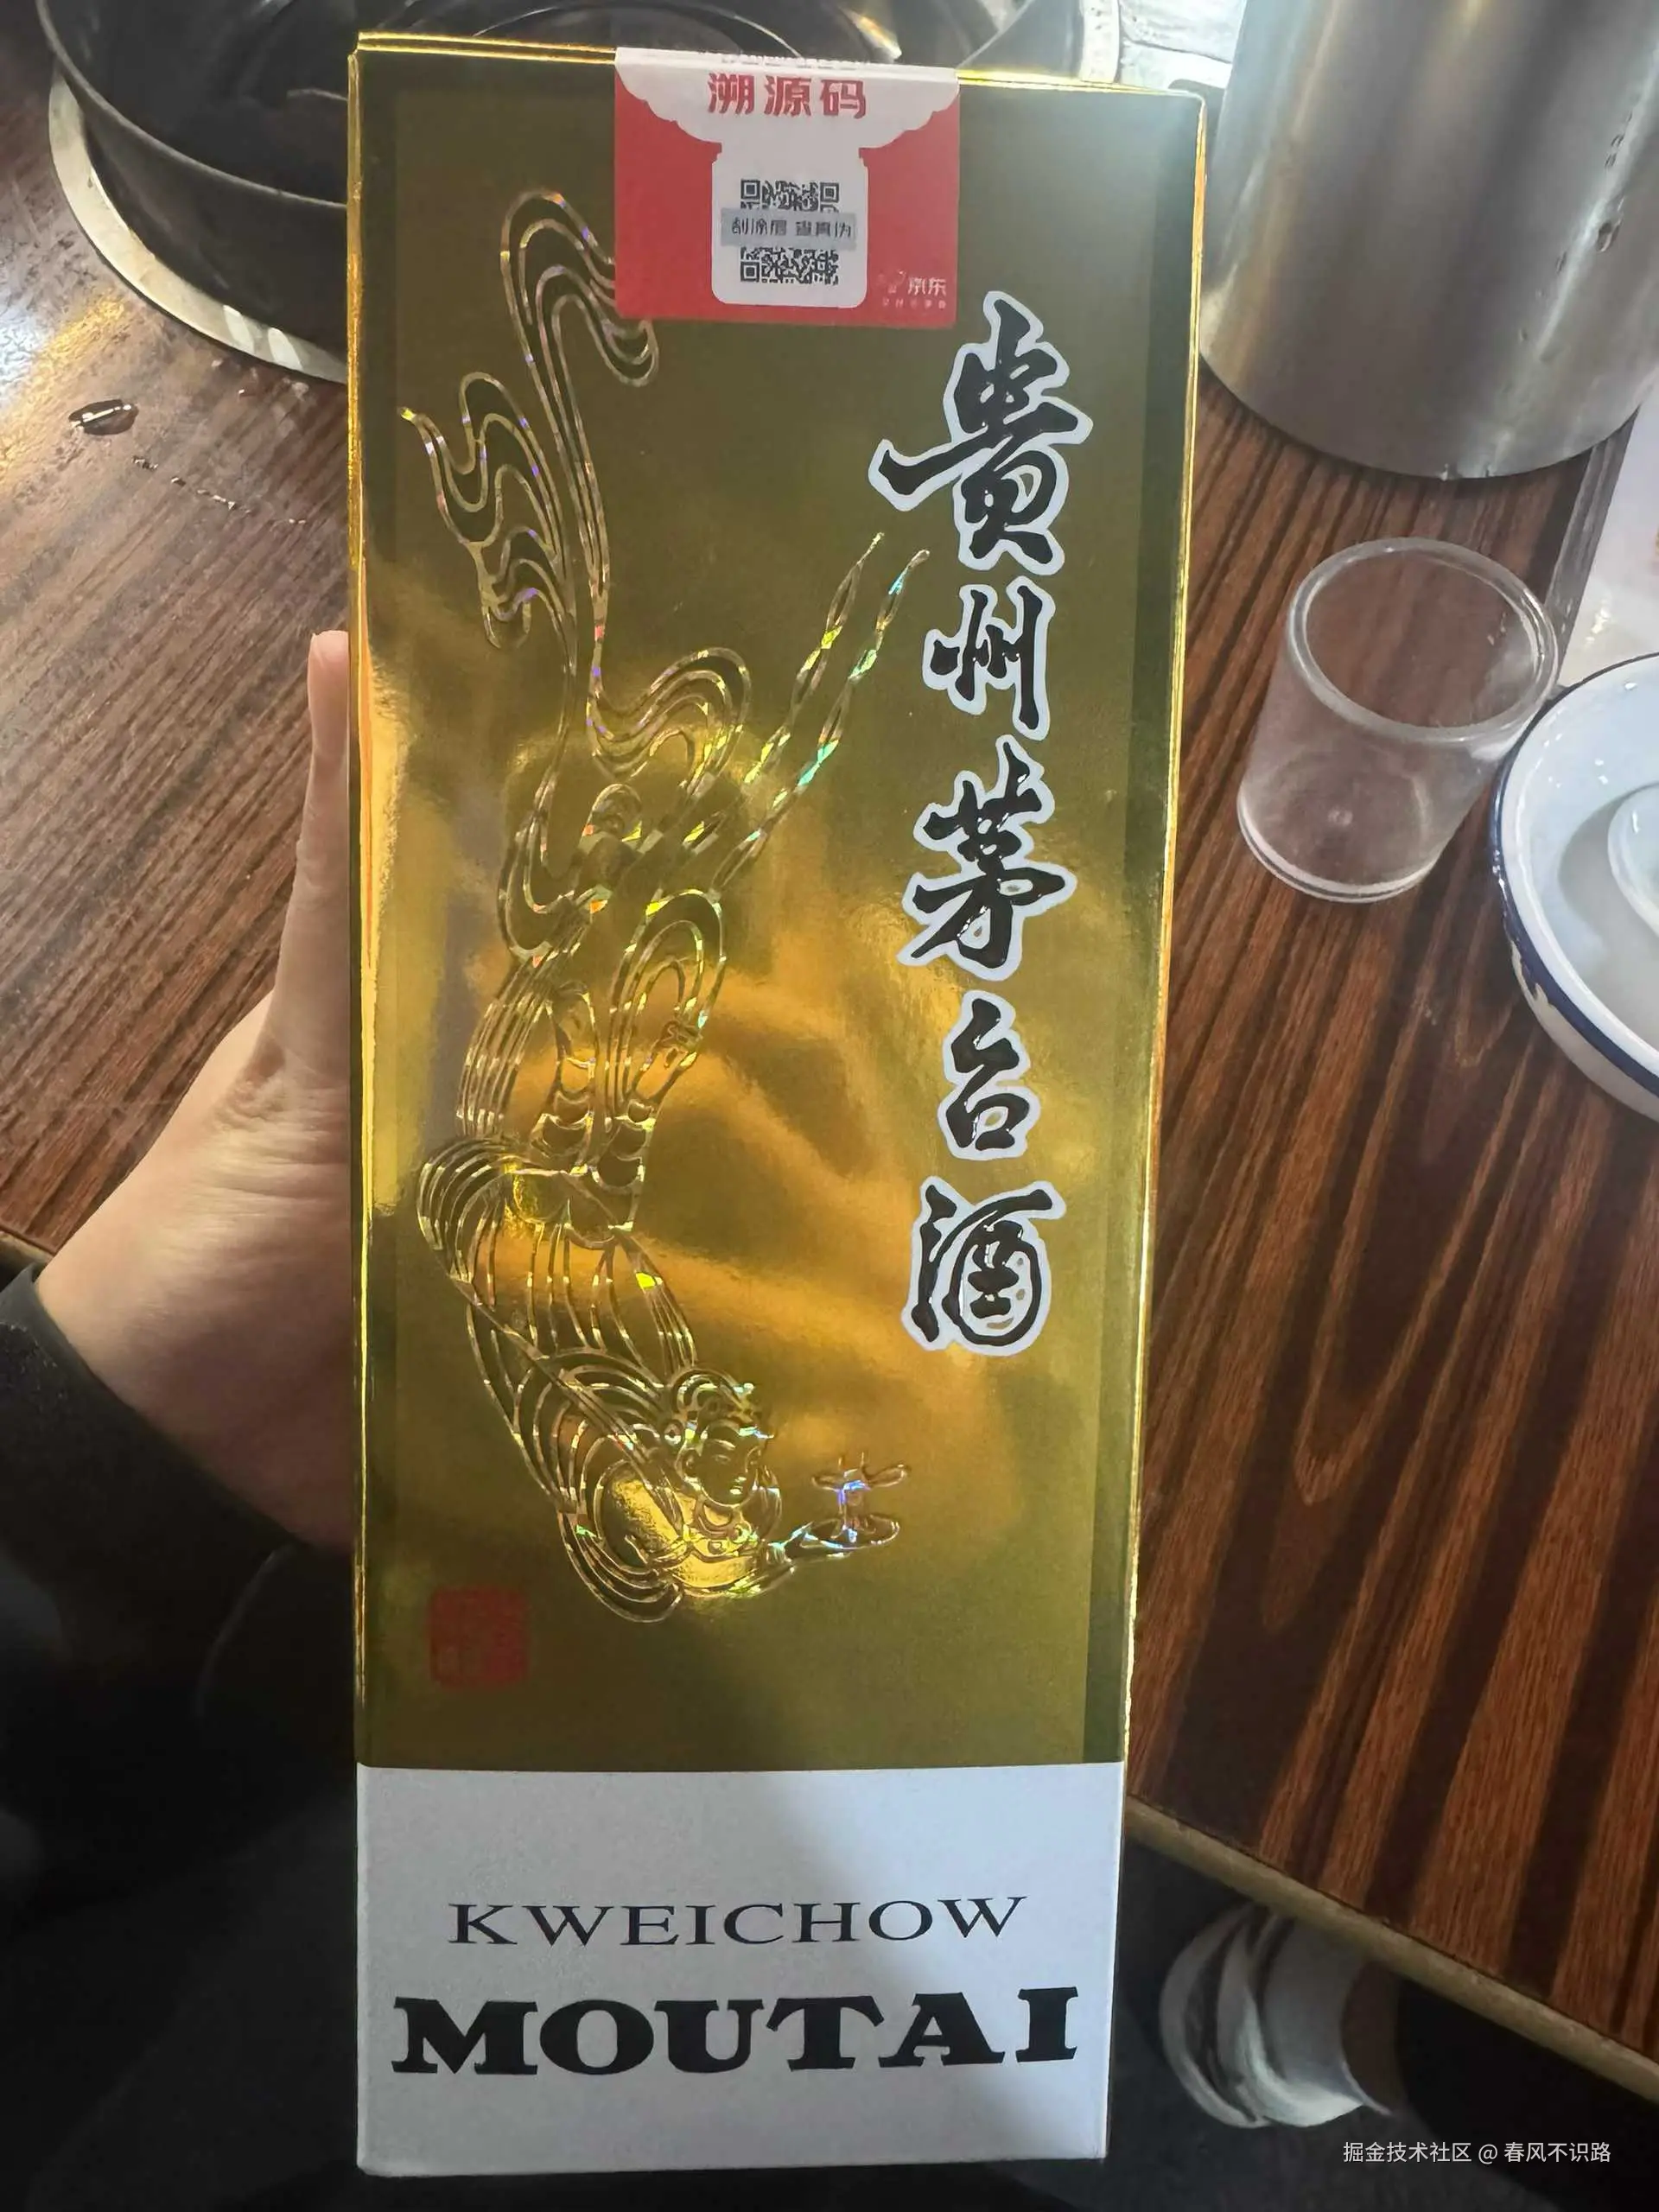 溯源码
刮涂层 查真伪
京东
貴州茅台酒
KWEICHOW
MOUTAI
掘金技术社区 @ 春风不识路